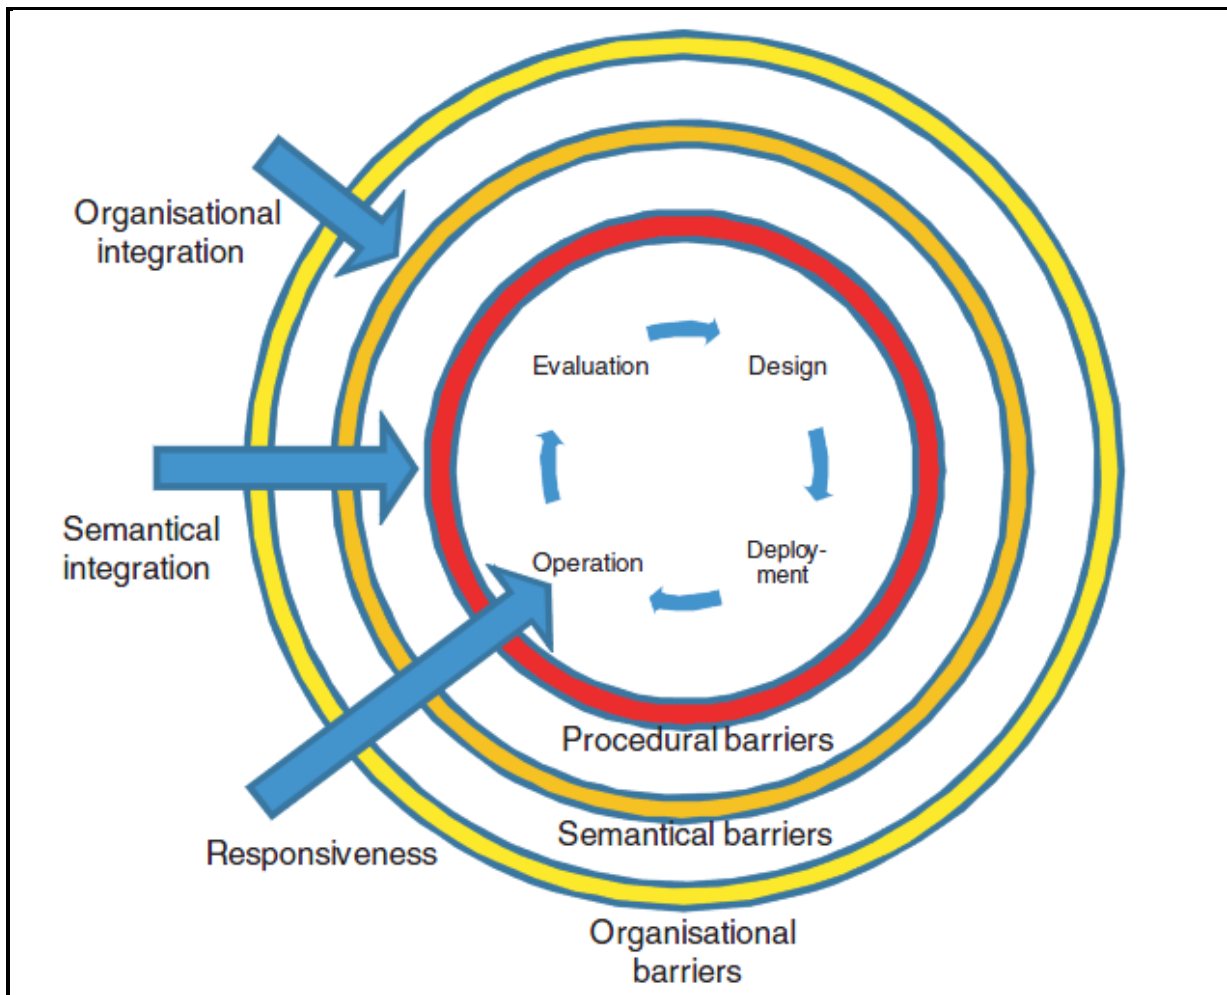 Organisational
integration
Evaluation
Design
Semantical
integration
Operation
Deploy-
ment
Procedural barriers
Semantical barriers
Responsiveness
Organisational
barriers